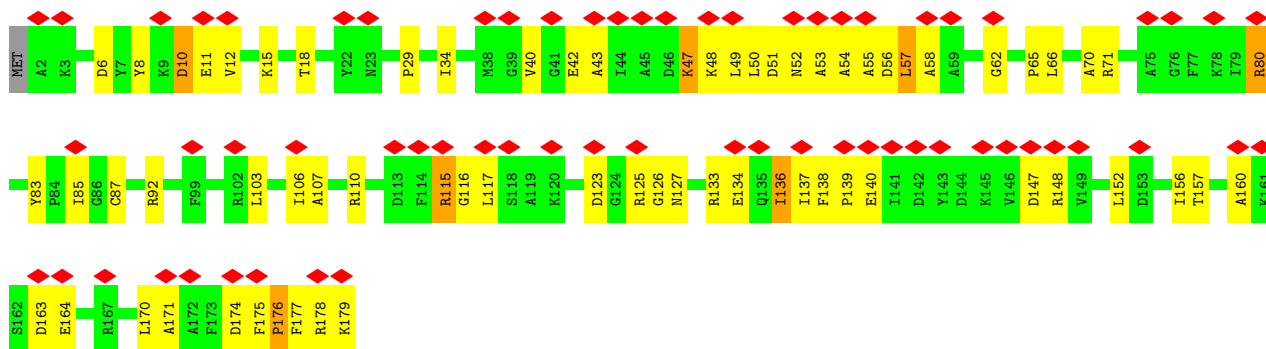 MET A2 K3 D6 Y7 Y8 K9 D10 E11 V12 K15 T18 Y22 N23 P29 I34 M38 G39 V40 G41 E42 A43 I44 A45 D46 K47 K48 L49 L50 D51 N52 A53 A54 A55 D56 L57 A58 A59 G62 P65 L66 A70 R71 A75 G76 F77 K78 I79 R80
Y83 P84 I85 G86 C87 R92 F99 R102 L103 I106 A107 R110 D113 F114 R115 G116 L117 S118 A119 K120 D123 G124 R125 G126 N127 R133 E134 Q135 I136 I137 F138 P139 E140 I141 D142 Y143 D144 K145 V146 D147 R148 V149 L152 D153 I156 T157 A160 K161
S162 D163 E164 R167 L170 A171 A172 F173 D174 F175 P176 F177 R178 K179